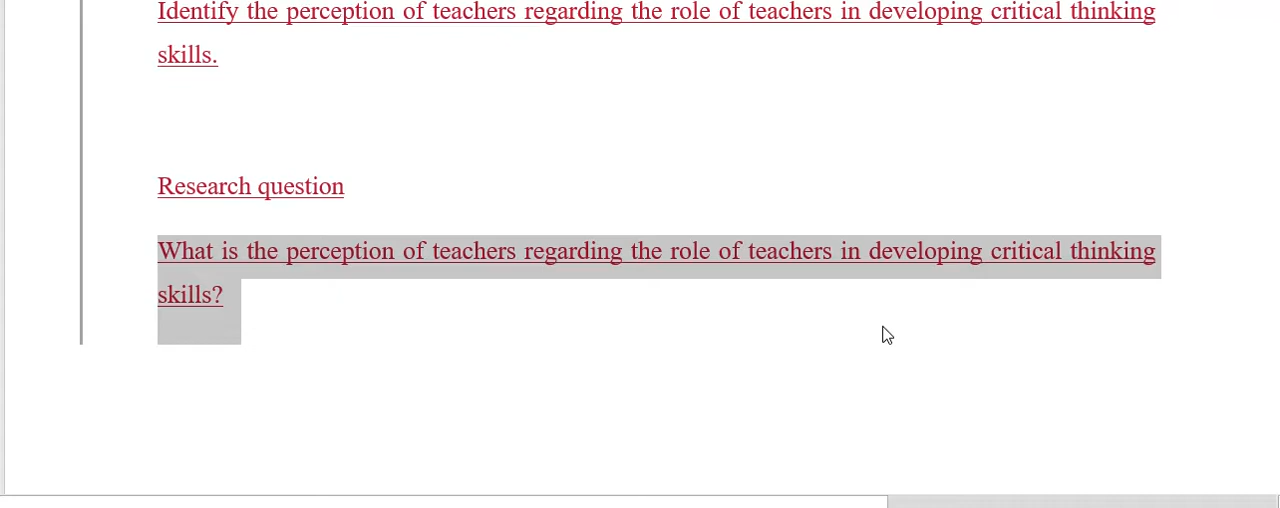 Identify the perception of teachers regarding the role of teachers in developing critical thinking
skills.
Research question
What is the perception of teachers regarding the role of teachers in developing critical thinking
skills?